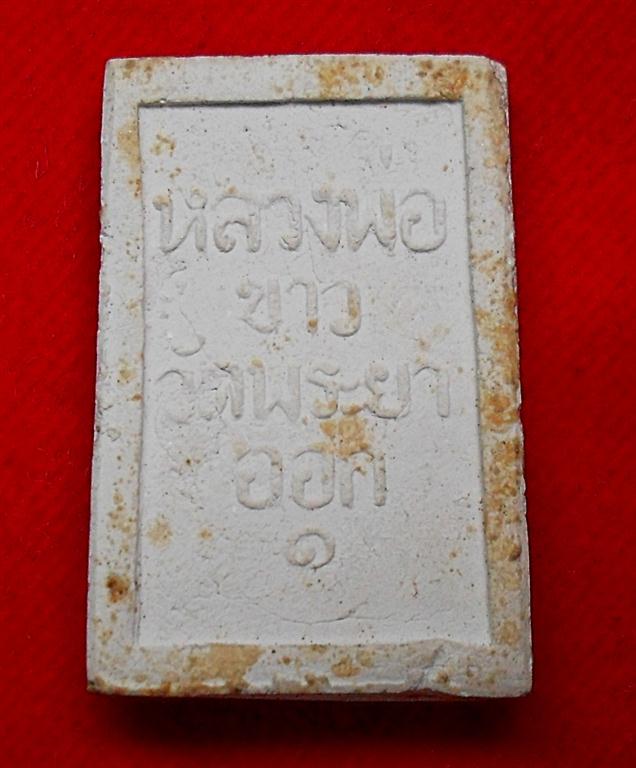 หลวงพ่อ
ขาว
วัดพระยา
ออก
๑